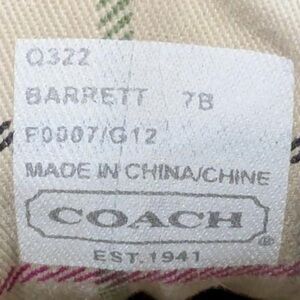 Q322
BARRETT 7B
F0007/G12
MADE IN CHINA/CHINE
COACH®
EST. 1941